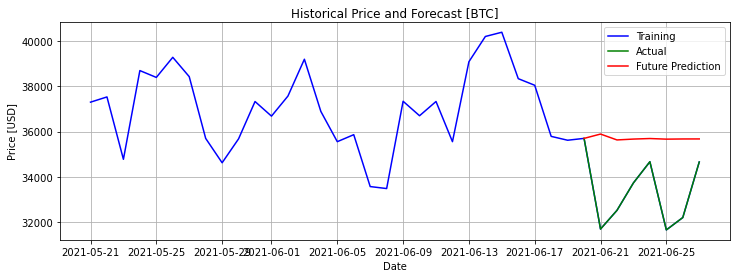 Historical Price and Forecast [BTC]
Training
Actual
Future Prediction
Price [USD]
40000
38000
36000
34000
32000
2021-05-21 2021-05-25 2021-05-29 2021-06-01 2021-06-05 2021-06-09 2021-06-13 2021-06-17 2021-06-21 2021-06-25
Date